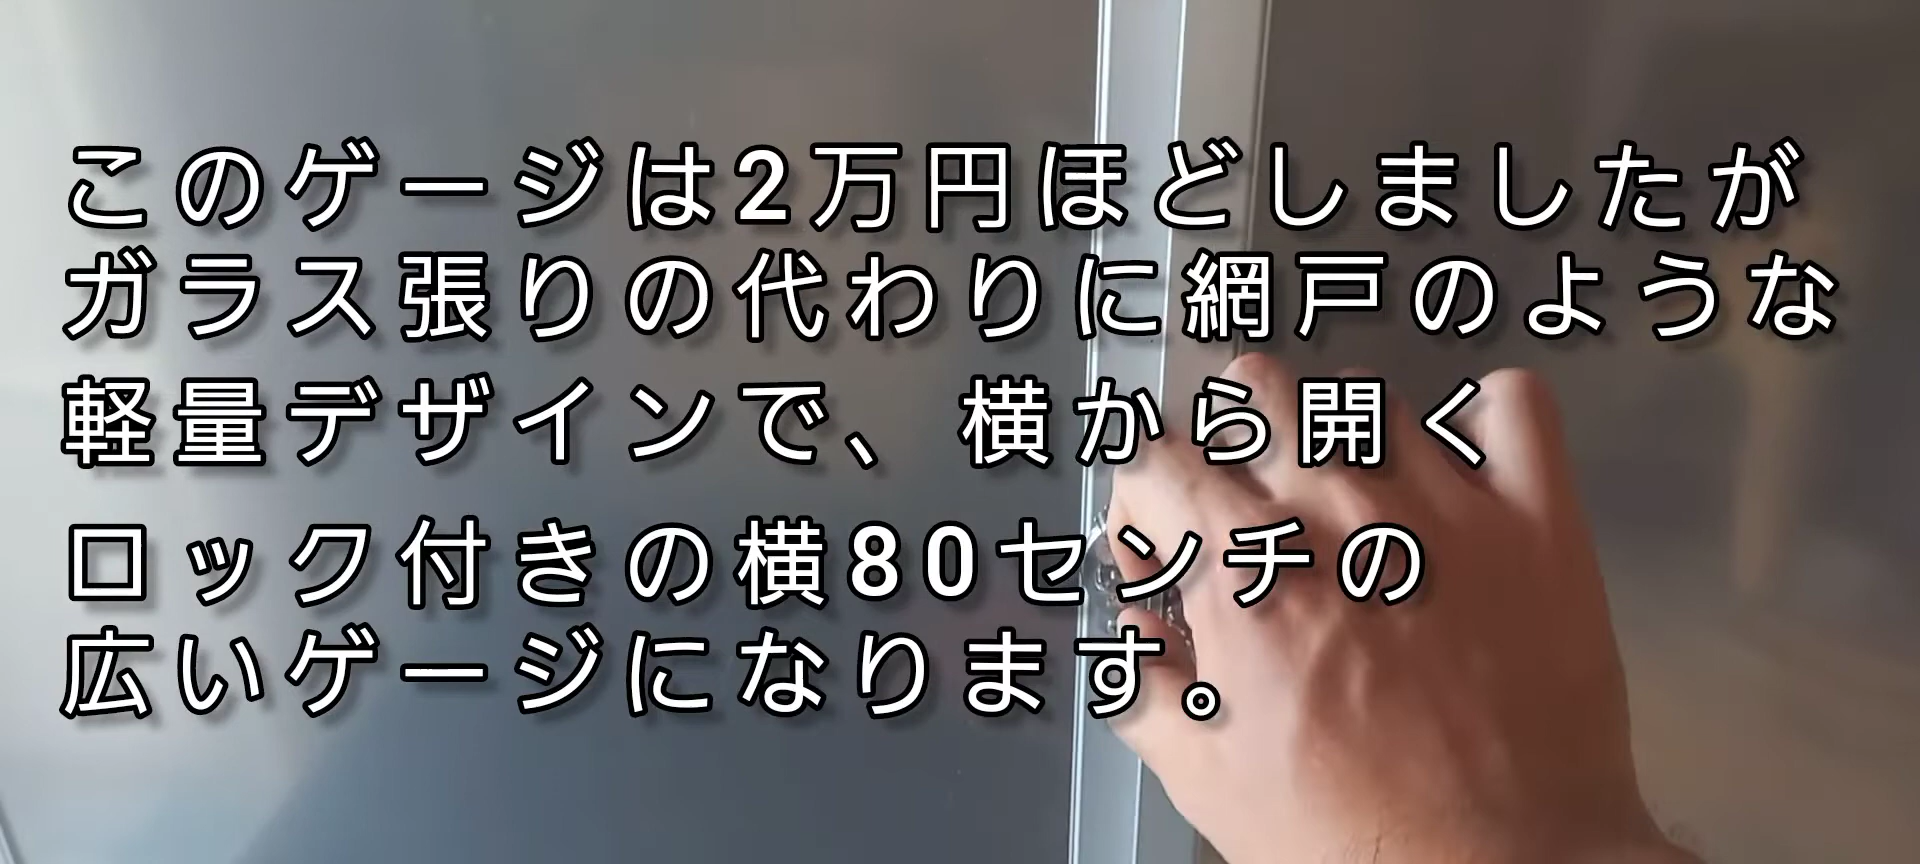 このゲージは2万円ほどしましたが
ガラス張りの代わりに網戸のような
軽量デザインで、横から開く
ロック付きの横80センチの
広いゲージになります。